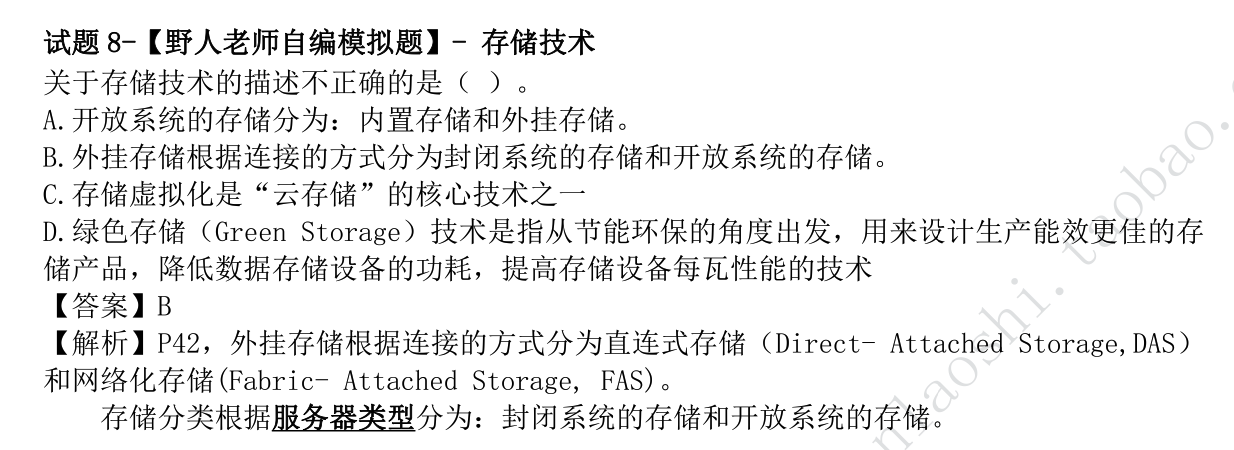 试题 8-【野人老师自编模拟题】- 存储技术
关于存储技术的描述不正确的是（ ）。
A.开放系统的存储分为：内置存储和外挂存储。
B.外挂存储根据连接的方式分为封闭系统的存储和开放系统的存储。
C.存储虚拟化是“云存储”的核心技术之一
D.绿色存储（Green Storage）技术是指从节能环保的角度出发，用来设计生产能效更佳的存
储产品，降低数据存储设备的功耗，提高存储设备每瓦性能的技术
【答案】B
【解析】P42，外挂存储根据连接的方式分为直连式存储（Direct- Attached Storage,DAS）
和网络化存储(Fabric- Attached Storage, FAS)。
存储分类根据服务器类型分为：封闭系统的存储和开放系统的存储。